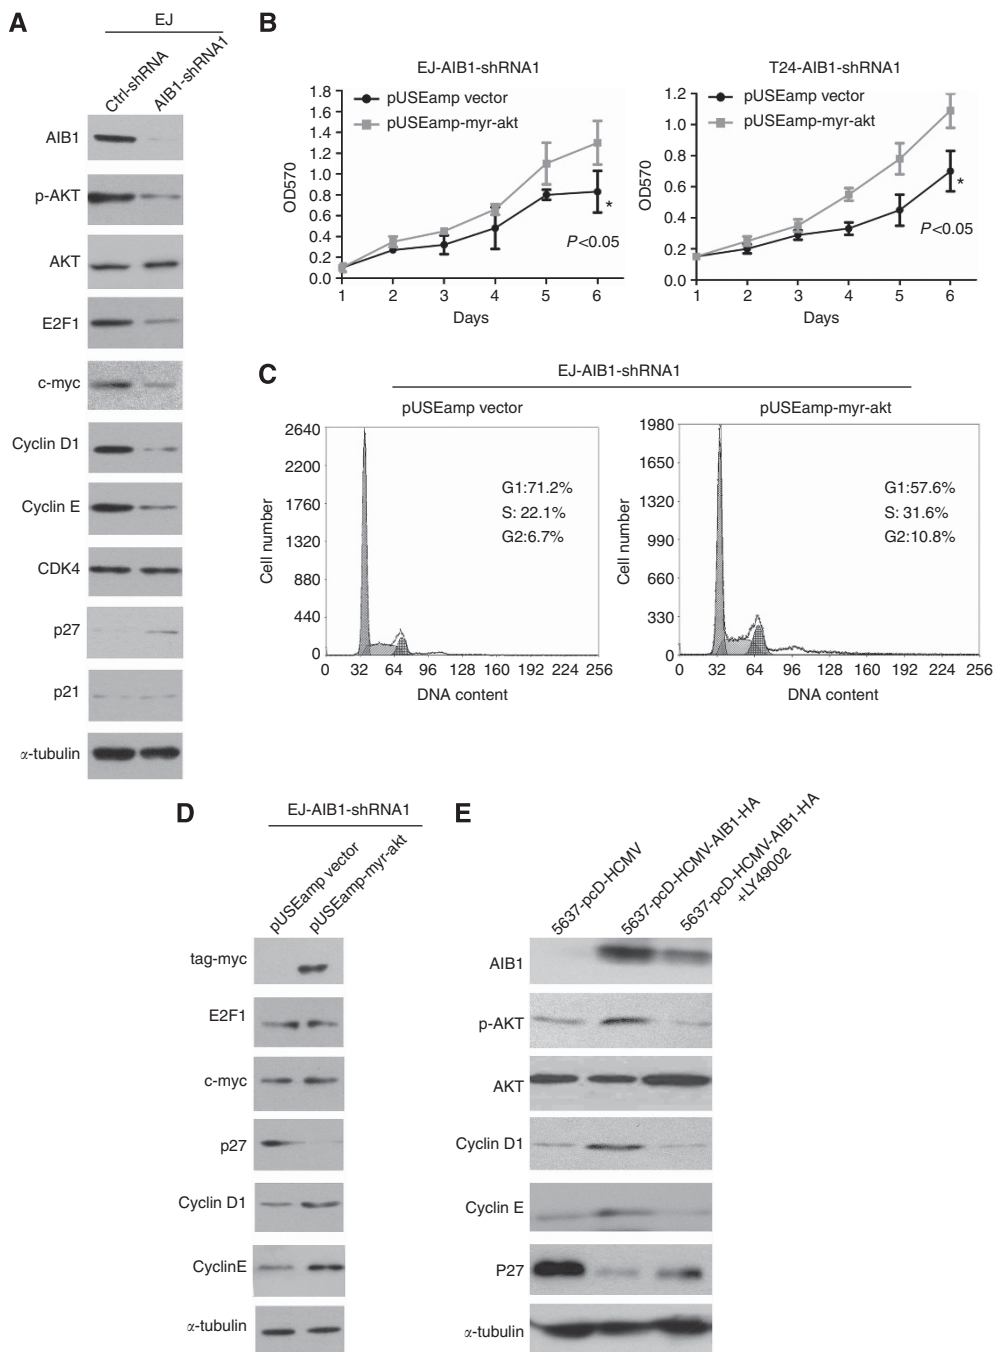 A
EJ
Ctrl-shRNA
AIB1-shRNA1
AIB1
p-AKT
AKT
E2F1
c-myc
Cyclin D1
Cyclin E
CDK4
p27
p21
α-tubulin
B
EJ-AIB1-shRNA1
pUSEamp vector
pUSEamp-myr-akt
OD570
1.8
1.6
1.4
1.2
1.0
0.8
0.6
0.4
0.2
0.0
*
P<0.05
1 2 3 4 5 6
Days
T24-AIB1-shRNA1
pUSEamp vector
pUSEamp-myr-akt
OD570
1.2
1.0
0.8
0.6
0.4
0.2
0.0
*
P<0.05
1 2 3 4 5 6
Days
C
EJ-AIB1-shRNA1
pUSEamp vector
Cell number
2640
2200
1760
1320
880
440
0
G1:71.2%
S: 22.1%
G2:6.7%
0 32 64 96 128 160 192 224 256
DNA content
pUSEamp-myr-akt
Cell number
1980
1650
1320
990
660
330
0
G1:57.6%
S: 31.6%
G2:10.8%
0 32 64 96 128 160 192 224 256
DNA content
D
EJ-AIB1-shRNA1
pUSEamp vector
pUSEamp-myr-akt
tag-myc
E2F1
c-myc
p27
Cyclin D1
CyclinE
α-tubulin
E
5637-pcD-HCMV
5637-pcD-HCMV-AIB1-HA
5637-pcD-HCMV-AIB1-HA
+LY49002
AIB1
p-AKT
AKT
Cyclin D1
Cyclin E
P27
α-tubulin